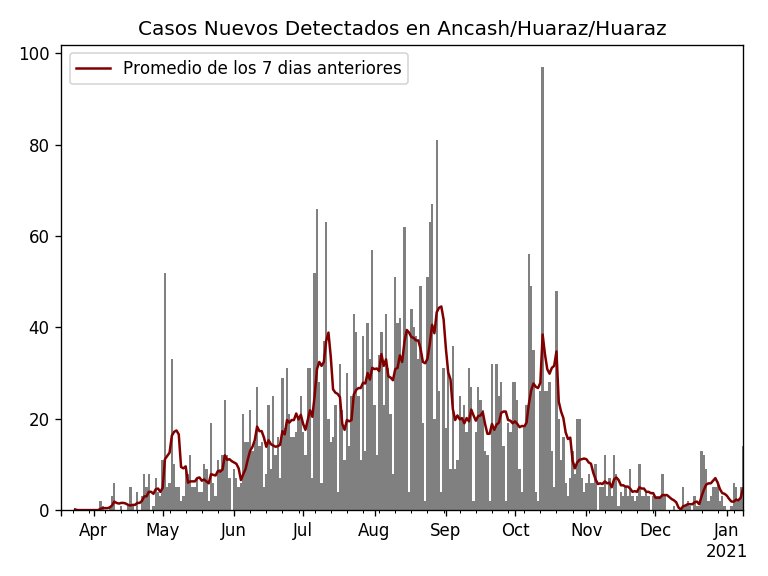 Casos Nuevos Detectados en Ancash/Huaraz/Huaraz
Promedio de los 7 dias anteriores
100
80
60
40
20
0
Apr May Jun Jul Aug Sep Oct Nov Dec Jan
2021